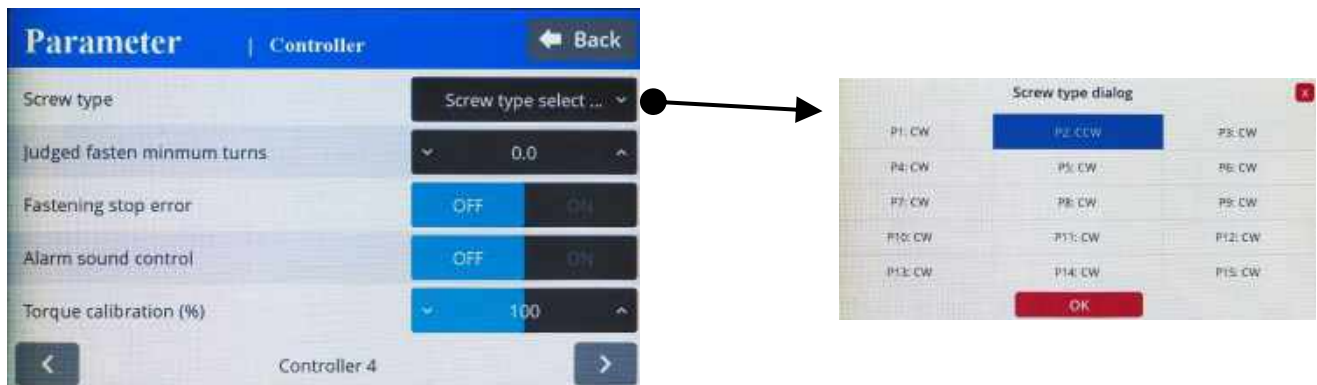 Parameter | Controller
Back
Screw type
Screw type select ...
Judged fasten minmum turns
0.0
Fastening stop error
OFF ON
Alarm sound control
OFF ON
Torque calibration (%)
100
Controller 4
Screw type dialog
X
P1: CW P2: CCW P3: CW
P4: CW P5: CW P6: CW
P7: CW P8: CW P9: CW
P10: CW P11: CW P12: CW
P13: CW P14: CW P15: CW
OK